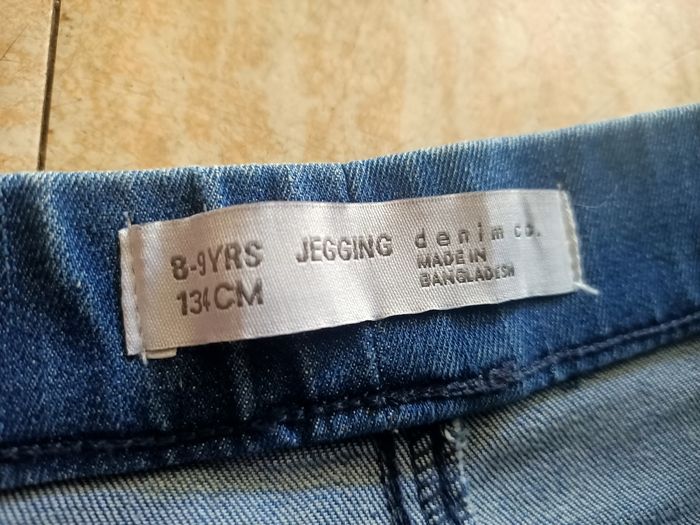 8-9YRS
134CM
JEGGING
denim co.
MADE IN
BANGLADESH